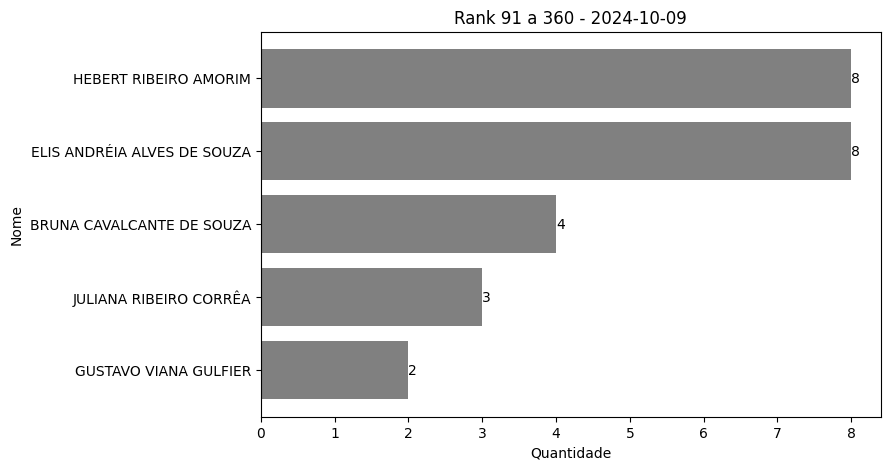 Rank 91 a 360 - 2024-10-09
Nome
HEBERT RIBEIRO AMORIM
8
ELIS ANDRÉIA ALVES DE SOUZA
8
BRUNA CAVALCANTE DE SOUZA
4
JULIANA RIBEIRO CORRÊA
3
GUSTAVO VIANA GULFIER
2
0 1 2 3 4 5 6 7 8
Quantidade